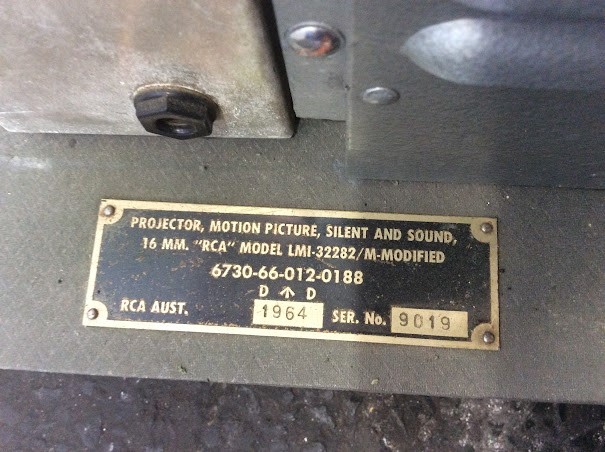 PROJECTOR, MOTION PICTURE, SILENT AND SOUND,
16 MM. "RCA" MODEL LMI-32282/M-MODIFIED
6730-66-012-0188
D ↑ D
RCA AUST. 1964 SER. No. 9019